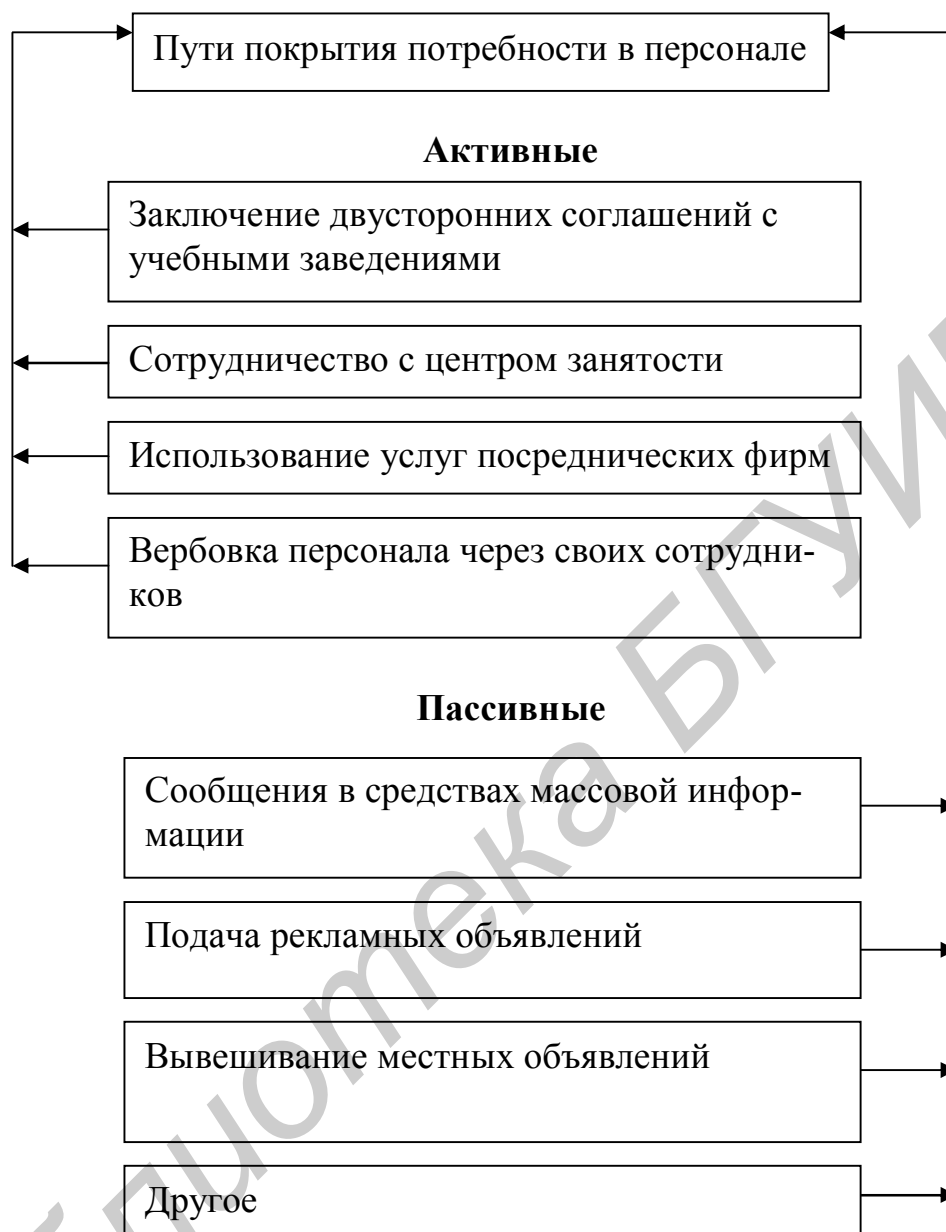 Пути покрытия потребности в персонале
Активные
Заключение двусторонних соглашений с
учебными заведениями
Сотрудничество с центром занятости
Использование услуг посреднических фирм
Вербовка персонала через своих сотрудни-
ков
Пассивные
Сообщения в средствах массовой инфор-
мации
Подача рекламных объявлений
Вывешивание местных объявлений
Другое